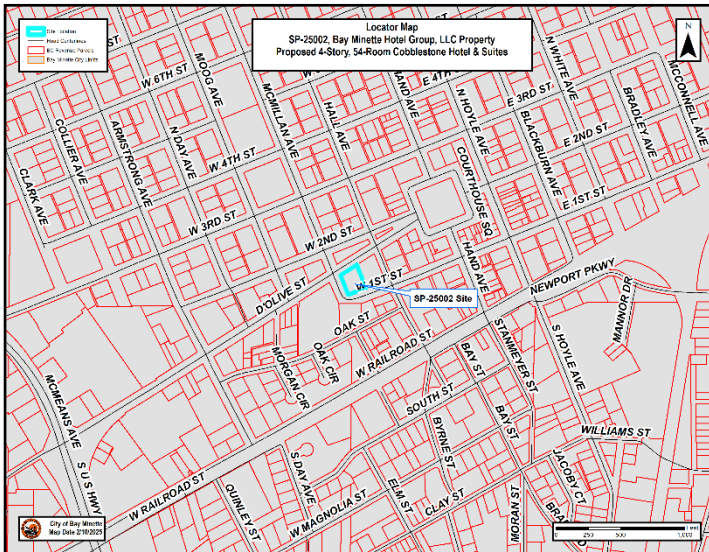 Locator Map
SP-25002, Bay Minette Hotel Group, LLC Property
Proposed 4-Story, 54-Room Cobblestone Hotel & Suites
N
Site Location
Road Centerlines
BC Revenue Parcels
Bay Minette City Limits
W 6TH ST
MOOG AVE
MCMILLAN AVE
HALL AVE
HAND AVE
E 4TH ST
N HOYLE AVE
E 3RD ST
N WHITE AVE
BLACKBURN AVE
E 2ND ST
BRADLEY AVE
MCCONNELL AVE
COLLIER AVE
CLARK AVE
ARMSTRONG AVE
N DAY AVE
W 4TH ST
W 3RD ST
W 2ND ST
COURTHOUSE SQ
E 1ST ST
D'OLIVE ST
W 1ST ST
HAND AVE
SP-25002 Site
NEWPORT PKWY
MANNOR DR
OAK ST
OAK CIR
MORGAN CIR
W RAILROAD ST
STANMEYER ST
S HOYLE AVE
BAY ST
SOUTH ST
BAY ST
BYRNE ST
WILLIAMS ST
JACOBY CT
MCMEANS AVE
S U S HWY
W RAILROAD ST
S DAY AVE
QUINLEY ST
W MAGNOLIA ST
ELM ST
CLAY ST
MORAN ST
City of Bay Minette
Map Date 2/18/2025
0 250 500 1,000